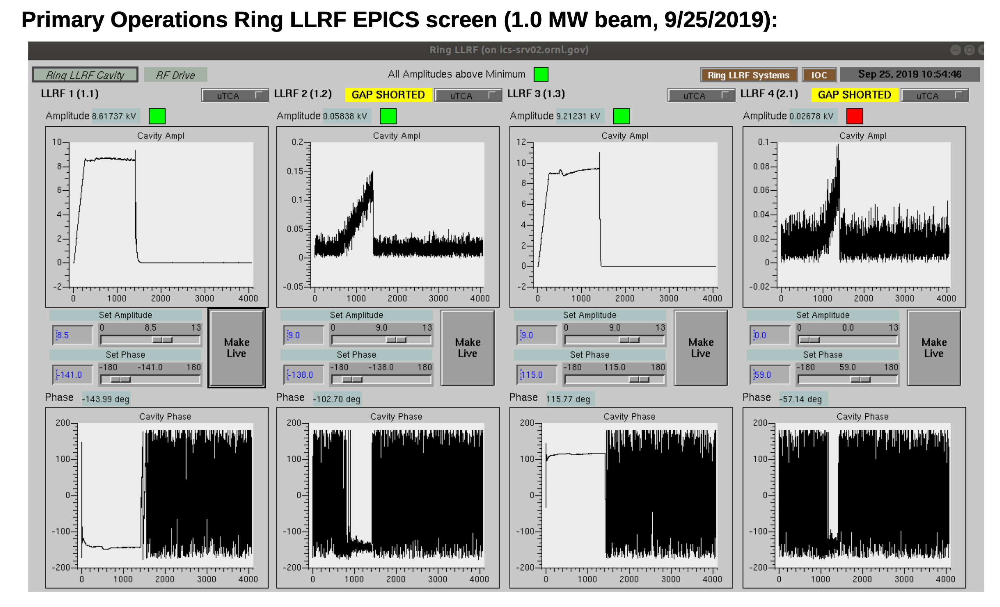 Primary Operations Ring LLRF EPICS screen (1.0 MW beam, 9/25/2019):
Ring LLRF (on ics-srv02.ornl.gov)
Ring LLRF Cavity RF Drive All Amplitudes above Minimum Ring LLRF Systems IOC Sep 25, 2019 10:54:46
LLRF 1 (1.1) uTCA LLRF 2 (1.2) GAP SHORTED uTCA LLRF 3 (1.3) uTCA LLRF 4 (2.1) GAP SHORTED uTCA
Amplitude 8.61737 kV Amplitude 0.05838 kV Amplitude 9.21231 kV Amplitude 0.02678 kV
Cavity Ampl
10
8
6
4
2
0
-2
0 1000 2000 3000 4000
Cavity Ampl
0.2
0.15
0.1
0.05
0
-0.05
0 1000 2000 3000 4000
Cavity Ampl
12
10
8
6
4
2
0
-2
0 1000 2000 3000 4000
Cavity Ampl
0.1
0.08
0.06
0.04
0.02
0
-0.02
0 1000 2000 3000 4000
Set Amplitude
0 8.5 13
8.5
Set Phase
-180 -141.0 180
-141.0
Make
Live
Set Amplitude
0 9.0 13
9.0
Set Phase
-180 -138.0 180
-138.0
Make
Live
Set Amplitude
0 9.0 13
9.0
Set Phase
-180 115.0 180
115.0
Make
Live
Set Amplitude
0 0.0 13
0.0
Set Phase
-180 59.0 180
59.0
Make
Live
Phase -143.99 deg Phase -102.70 deg Phase 115.77 deg Phase -57.14 deg
Cavity Phase
200
100
0
-100
-200
0 1000 2000 3000 4000
Cavity Phase
200
100
0
-100
-200
0 1000 2000 3000 4000
Cavity Phase
200
100
0
-100
-200
0 1000 2000 3000 4000
Cavity Phase
200
100
0
-100
-200
0 1000 2000 3000 4000